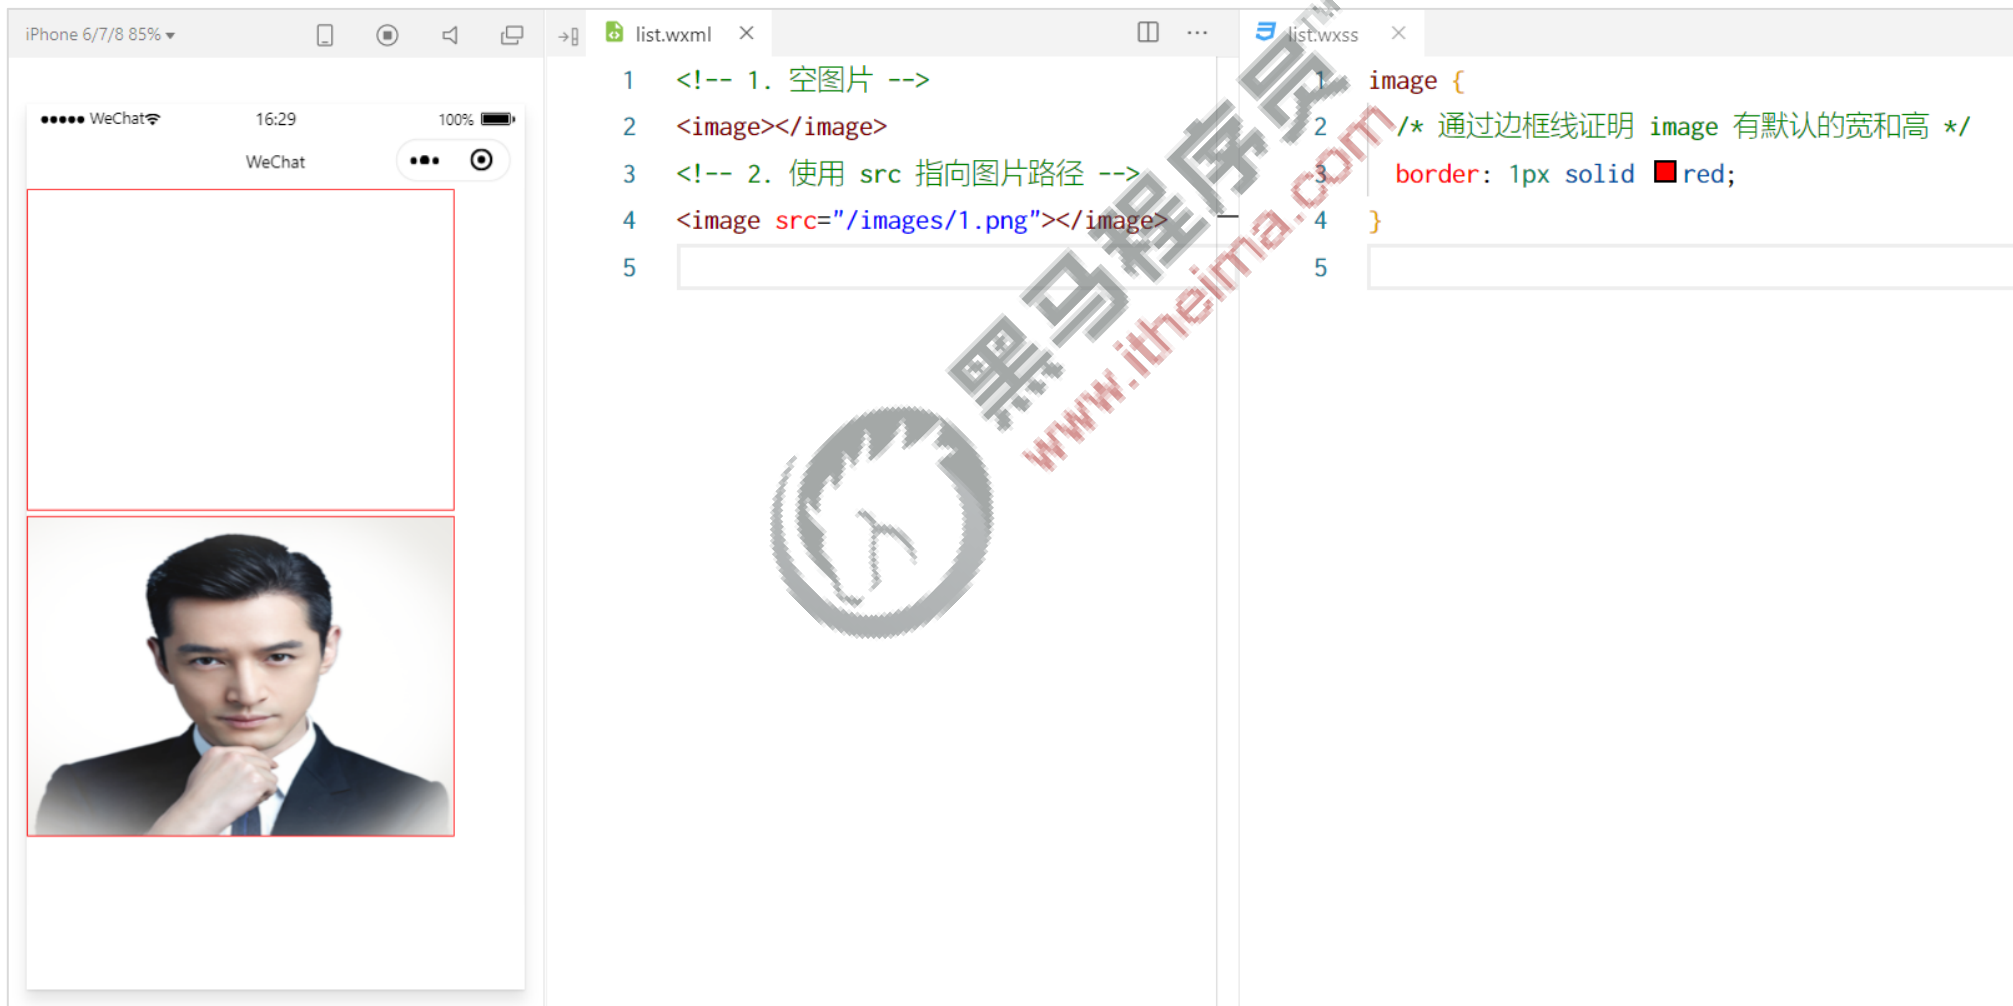 iPhone 6/7/8 85%
WeChat
16:29
100%
WeChat
list.wxml
1 <!-- 1. 空图片 -->
2 <image></image>
3 <!-- 2. 使用 src 指向图片路径 -->
4 <image src="/images/1.png"></image>
5
list.wxss
1 image {
2 /* 通过边框线证明 image 有默认的宽和高 */
3 border: 1px solid red;
4 }
5
黑马程序员TM
www.itheima.com